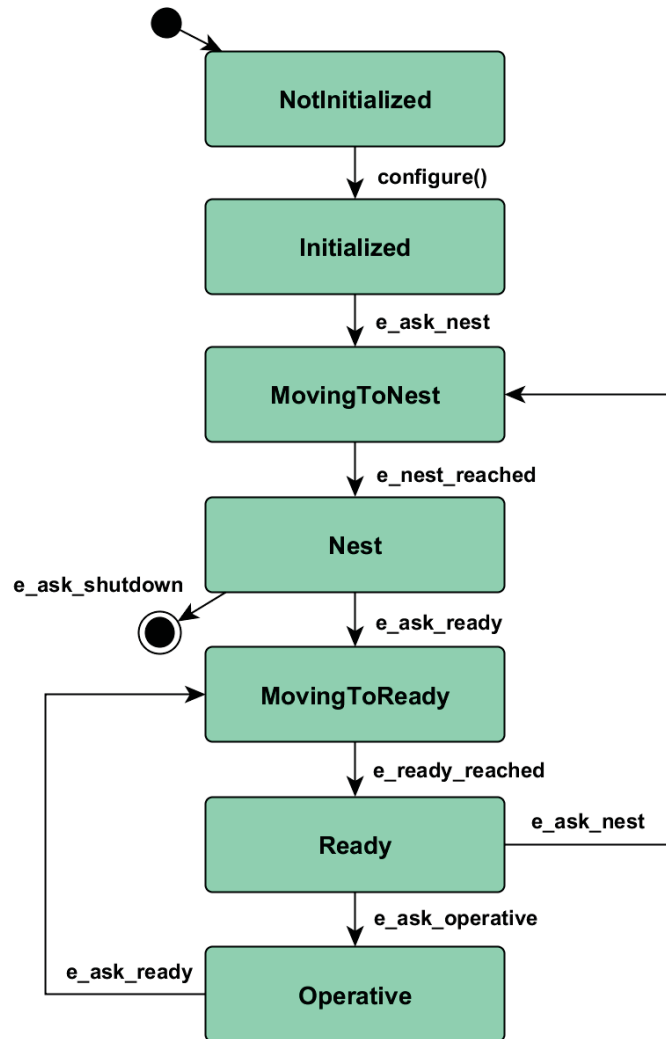 NotInitialized
configure()
Initialized
e_ask_nest
MovingToNest
e_nest_reached
Nest
e_ask_shutdown
e_ask_ready
MovingToReady
e_ready_reached
Ready
e_ask_nest
e_ask_operative
e_ask_ready
Operative